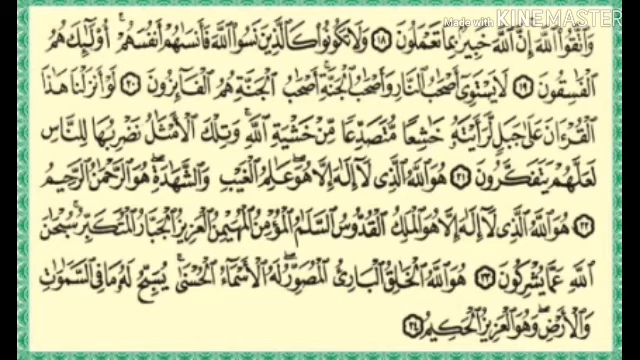 Made with KINEMASTER
وَاتَّقُوا اللَّهَ إِنَّ اللَّهَ خَبِيرٌ بِمَا تَعْمَلُونَ ١٨ وَلَا تَكُونُوا كَالَّذِينَ نَسُوا اللَّهَ فَأَنسَاهُمْ أَنفُسَهُمْ ۚ أُولَٰئِكَ هُمُ
الْفَاسِقُونَ ١٩ لَا يَسْتَوِي أَصْحَابُ النَّارِ وَأَصْحَابُ الْجَنَّةِ ۚ أَصْحَابُ الْجَنَّةِ هُمُ الْفَائِزُونَ ٢٠ لَوْ أَنزَلْنَا هَٰذَا
الْقُرْءَانَ عَلَىٰ جَبَلٍ لَّرَأَيْتَهُ خَاشِعًا مُّتَصَدِّعًا مِّنْ خَشْيَةِ اللَّهِ ۚ وَتِلْكَ الْأَمْثَالُ نَضْرِبُهَا لِلنَّاسِ
لَعَلَّهُمْ يَتَفَكَّرُونَ ٢١ هُوَ اللَّهُ الَّذِي لَا إِلَٰهَ إِلَّا هُوَ ۖ عَالِمُ الْغَيْبِ وَالشَّهَادَةِ ۖ هُوَ الرَّحْمَٰنُ الرَّحِيمُ
٢٢ هُوَ اللَّهُ الَّذِي لَا إِلَٰهَ إِلَّا هُوَ الْمَلِكُ الْقُدُّوسُ السَّلَامُ الْمُؤْمِنُ الْمُهَيْمِنُ الْعَزِيزُ الْجَبَّارُ الْمُتَكَبِّرُ ۚ سُبْحَانَ
اللَّهِ عَمَّا يُشْرِكُونَ ٢٣ هُوَ اللَّهُ الْخَالِقُ الْبَارِئُ الْمُصَوِّرُ ۖ لَهُ الْأَسْمَاءُ الْحُسْنَىٰ ۚ يُسَبِّحُ لَهُ مَا فِي السَّمَاوَاتِ
وَالْأَرْضِ ۖ وَهُوَ الْعَزِيزُ الْحَكِيمُ ٢٤